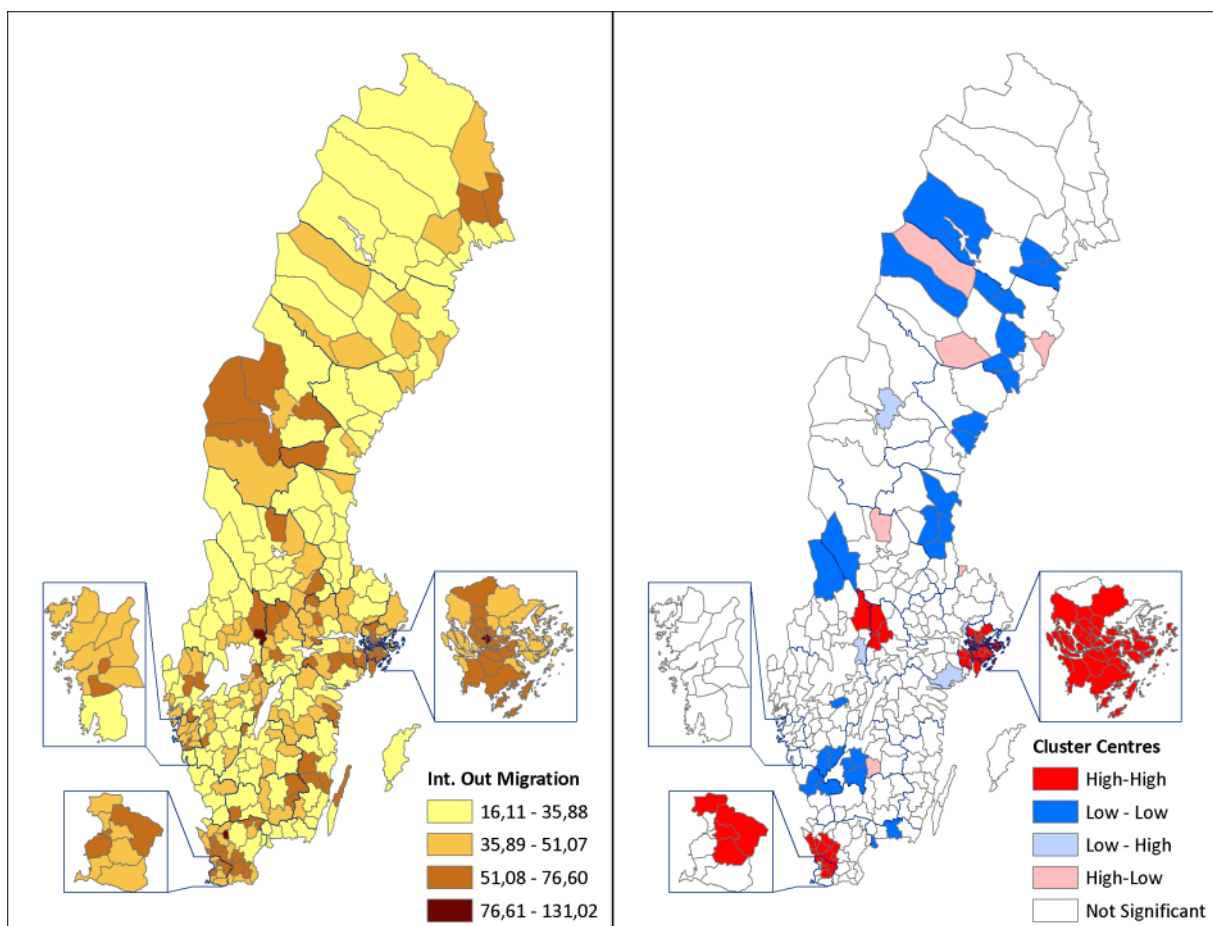 Int. Out Migration
16,11 - 35,88
35,89 - 51,07
51,08 - 76,60
76,61 - 131,02
Cluster Centres
High-High
Low - Low
Low - High
High-Low
Not Significant